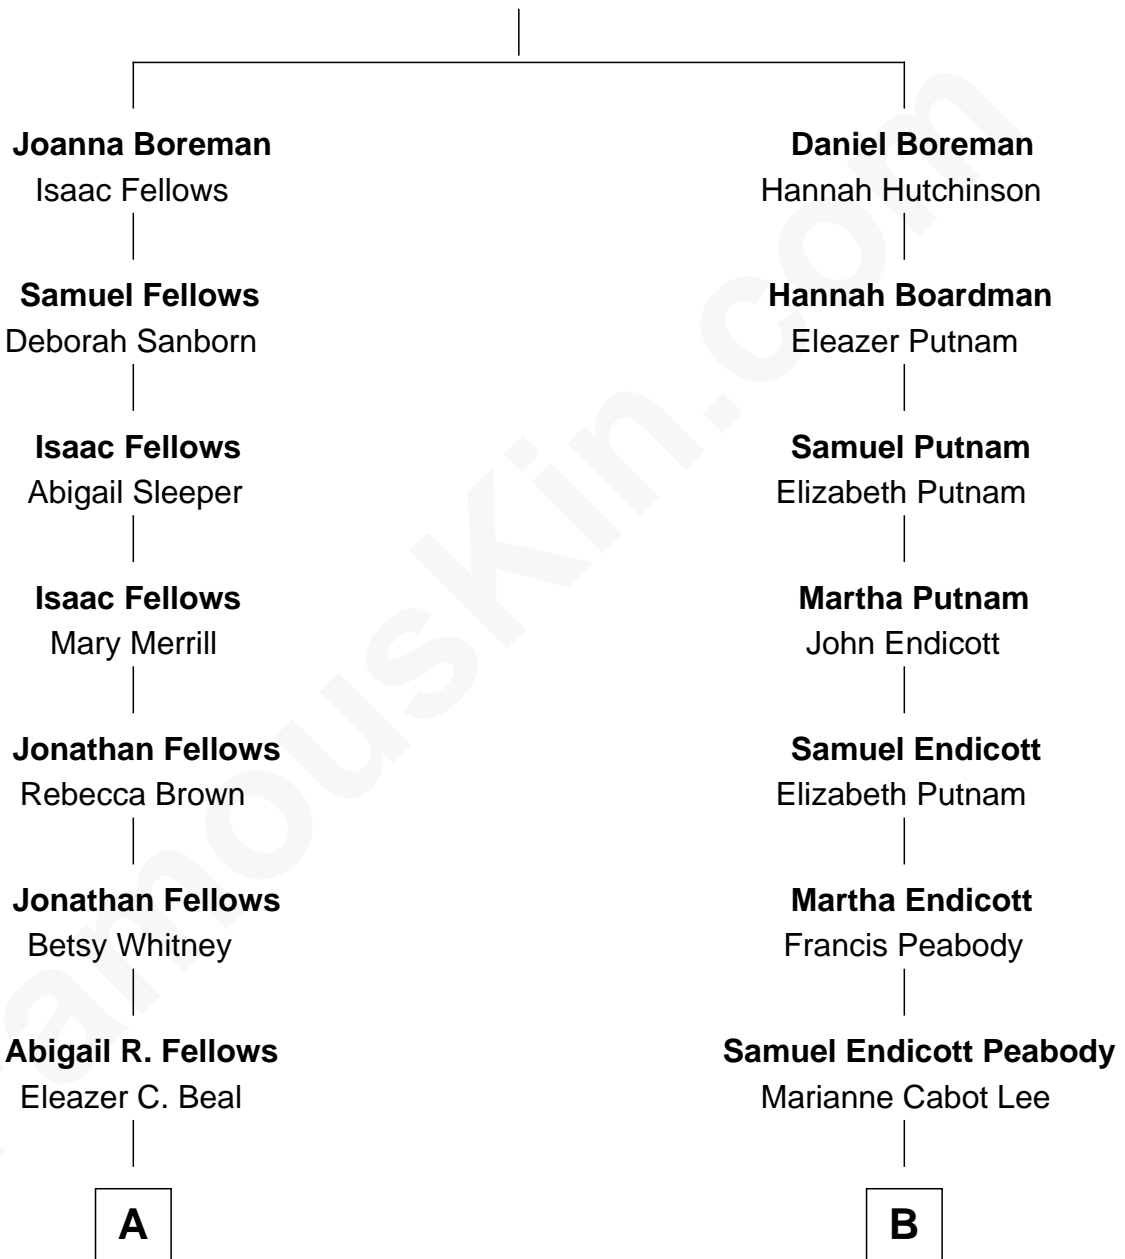 Joanna Boreman
Isaac Fellows
Samuel Fellows
Deborah Sanborn
Isaac Fellows
Abigail Sleeper
Isaac Fellows
Mary Merrill
Jonathan Fellows
Rebecca Brown
Jonathan Fellows
Betsy Whitney
Abigail R. Fellows
Eleazer C. Beal
A
Daniel Boreman
Hannah Hutchinson
Hannah Boardman
Eleazer Putnam
Samuel Putnam
Elizabeth Putnam
Martha Putnam
John Endicott
Samuel Endicott
Elizabeth Putnam
Martha Endicott
Francis Peabody
Samuel Endicott Peabody
Marianne Cabot Lee
B
FamousKin.com